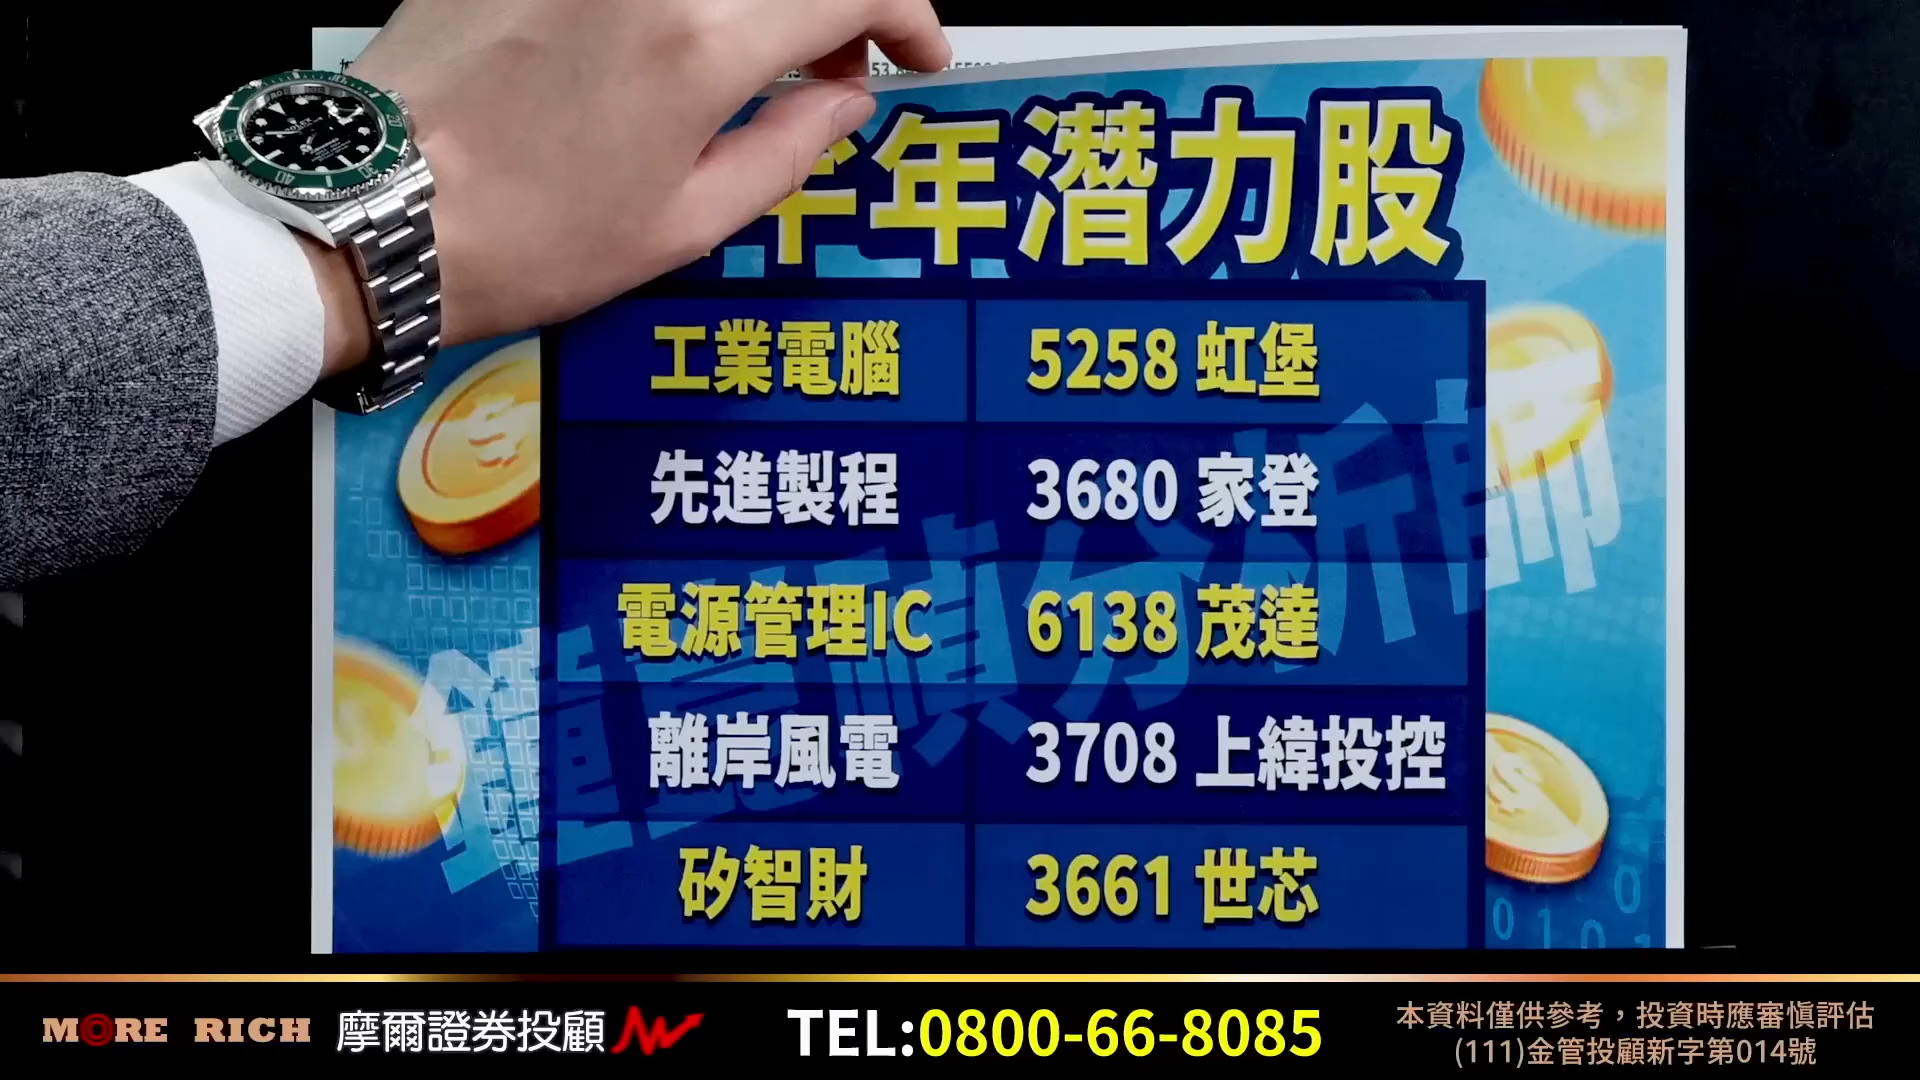 半年潛力股
工業電腦 5258 虹堡
先進製程 3680 家登
電源管理IC 6138 茂達
離岸風電 3708 上緯投控
矽智財 3661 世芯
分析師
MORE RICH 摩爾證券投顧
TEL:0800-66-8085
本資料僅供參考，投資時應審慎評估
(111)金管投顧新字第014號